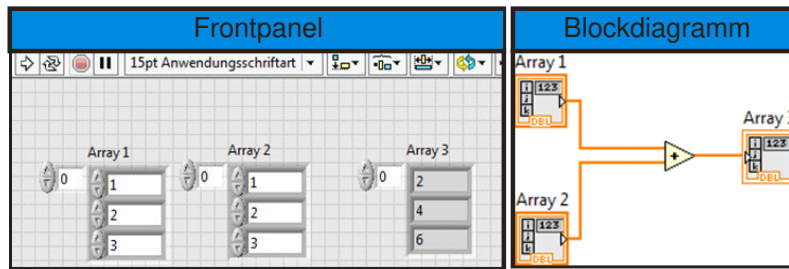 Frontpanel
15pt Anwendungsschriftart
Array 1
Array 2
Array 3
0
1
2
3
0
1
2
3
0
2
4
6
Blockdiagramm
Array 1
i
j
k
123
DBL
Array 2
i
j
k
123
DBL
+
Array
i
j
k
123
DBL